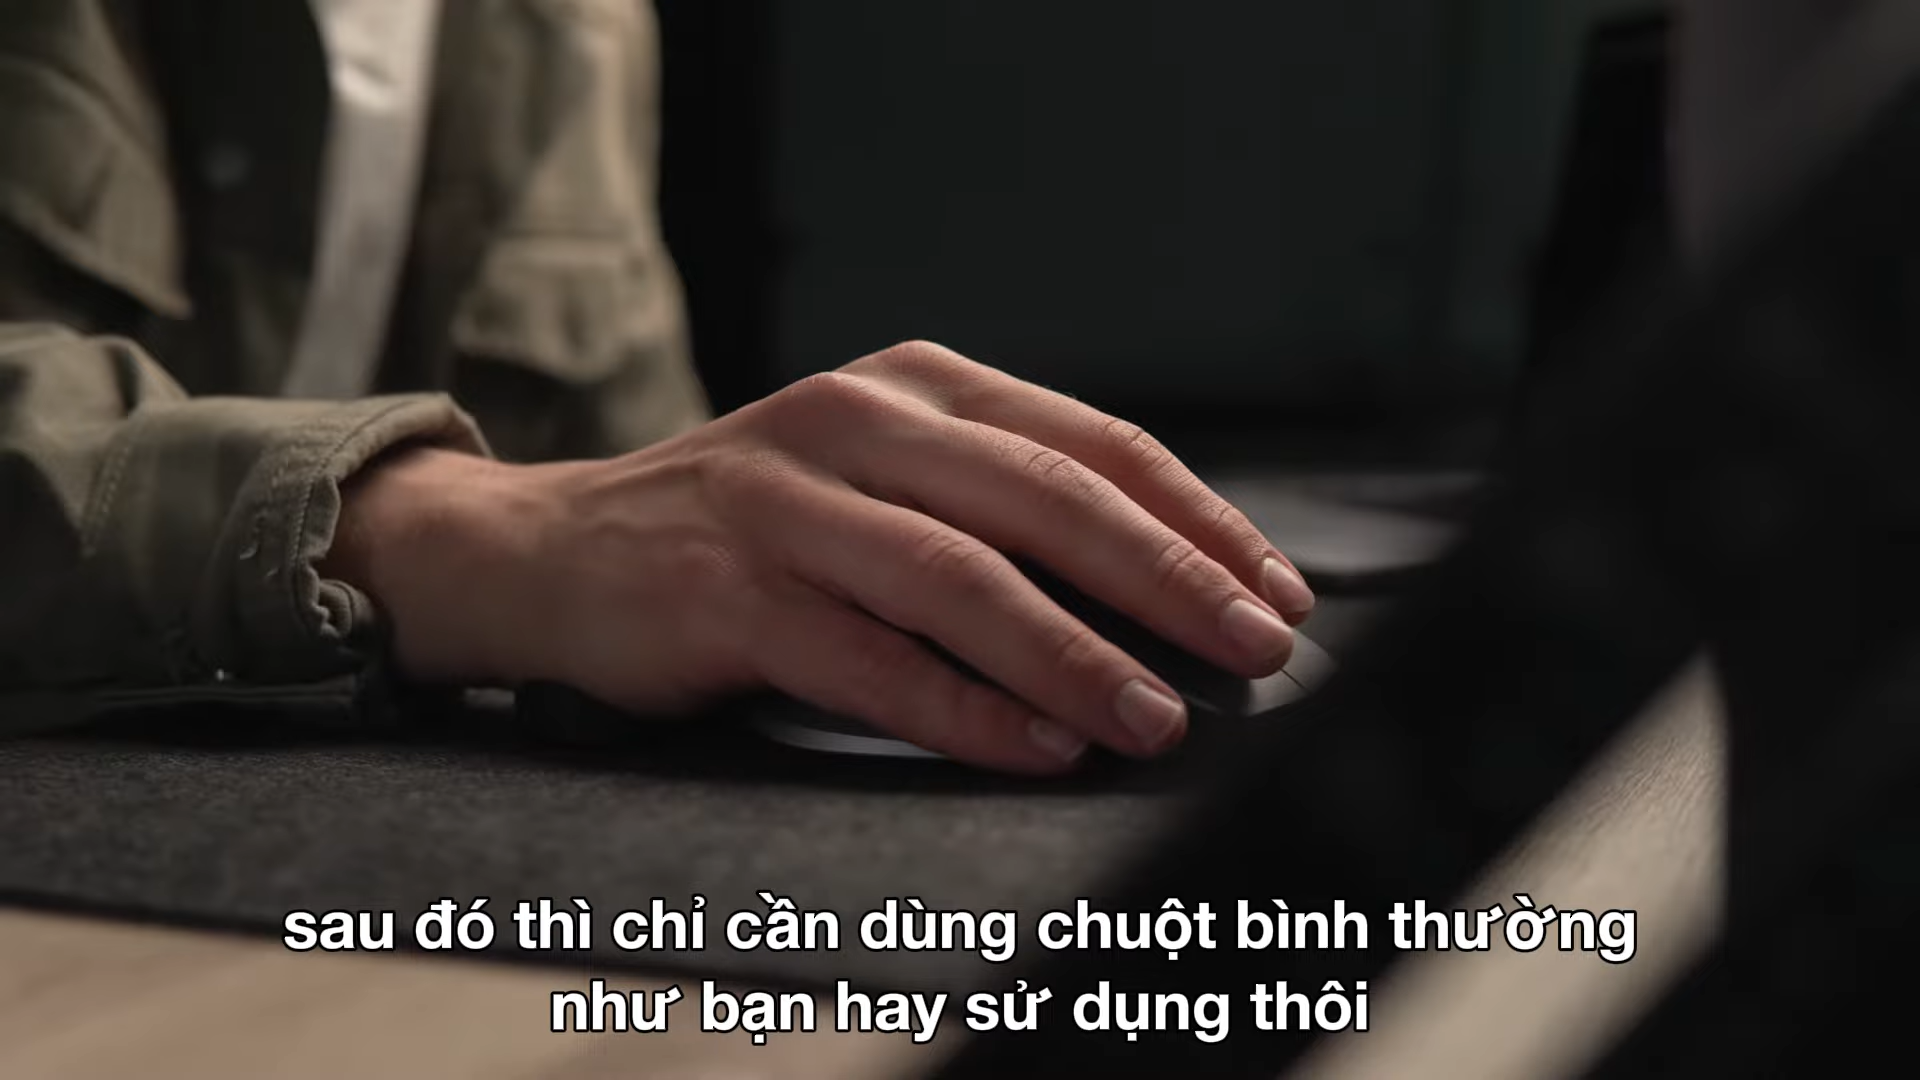 sau đó thì chỉ cần dùng chuột bình thường
như bạn hay sử dụng thôi